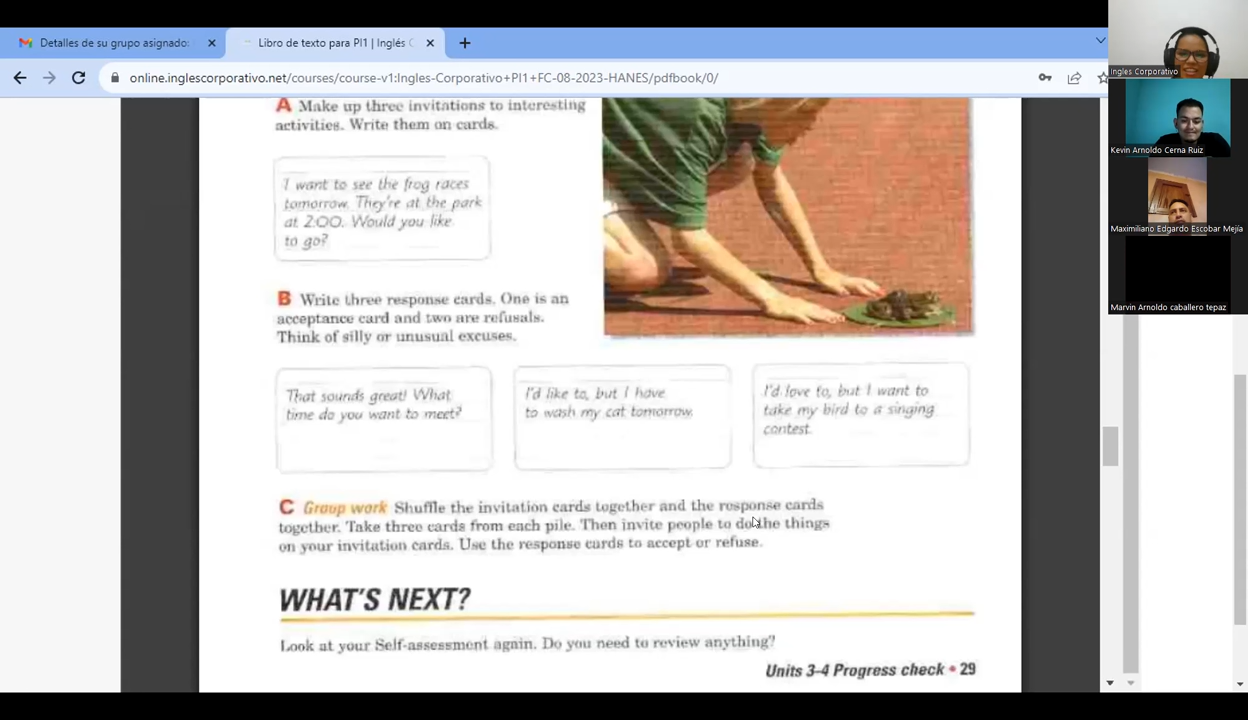 Detalles de su grupo asignado:
Libro de texto para PI1 | Inglés C
online.inglescorporativo.net/courses/course-v1:Ingles-Corporativo+PI1+FC-08-2023-HANES/pdfbook/0/
A Make up three invitations to interesting
activities. Write them on cards.
I want to see the frog races
tomorrow. They're at the park
at 2:00. Would you like
to go?
B Write three response cards. One is an
acceptance card and two are refusals.
Think of silly or unusual excuses.
That sounds great! What
time do you want to meet?
I'd like to, but I have
to wash my cat tomorrow.
I'd love to, but I want to
take my bird to a singing
contest.
C Group work Shuffle the invitation cards together and the response cards
together. Take three cards from each pile. Then invite people to do the things
on your invitation cards. Use the response cards to accept or refuse.
WHAT'S NEXT?
Look at your Self-assessment again. Do you need to review anything?
Units 3–4 Progress check • 29
Ingles Corporativo
Kevin Arnoldo Cerna Ruiz
Maximiliano Edgardo Escobar Mejía
Marvin Arnoldo caballero tepaz